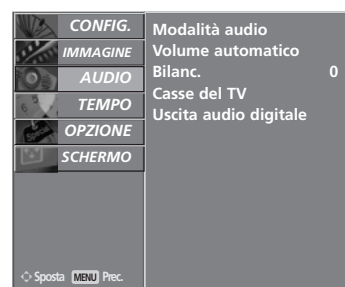 CONFIG.
IMMAGINE
AUDIO
TEMPO
OPZIONE
SCHERMO
Modalità audio
Volume automatico
Bilanc. 0
Casse del TV
Uscita audio digitale
Sposta MENU Prec.